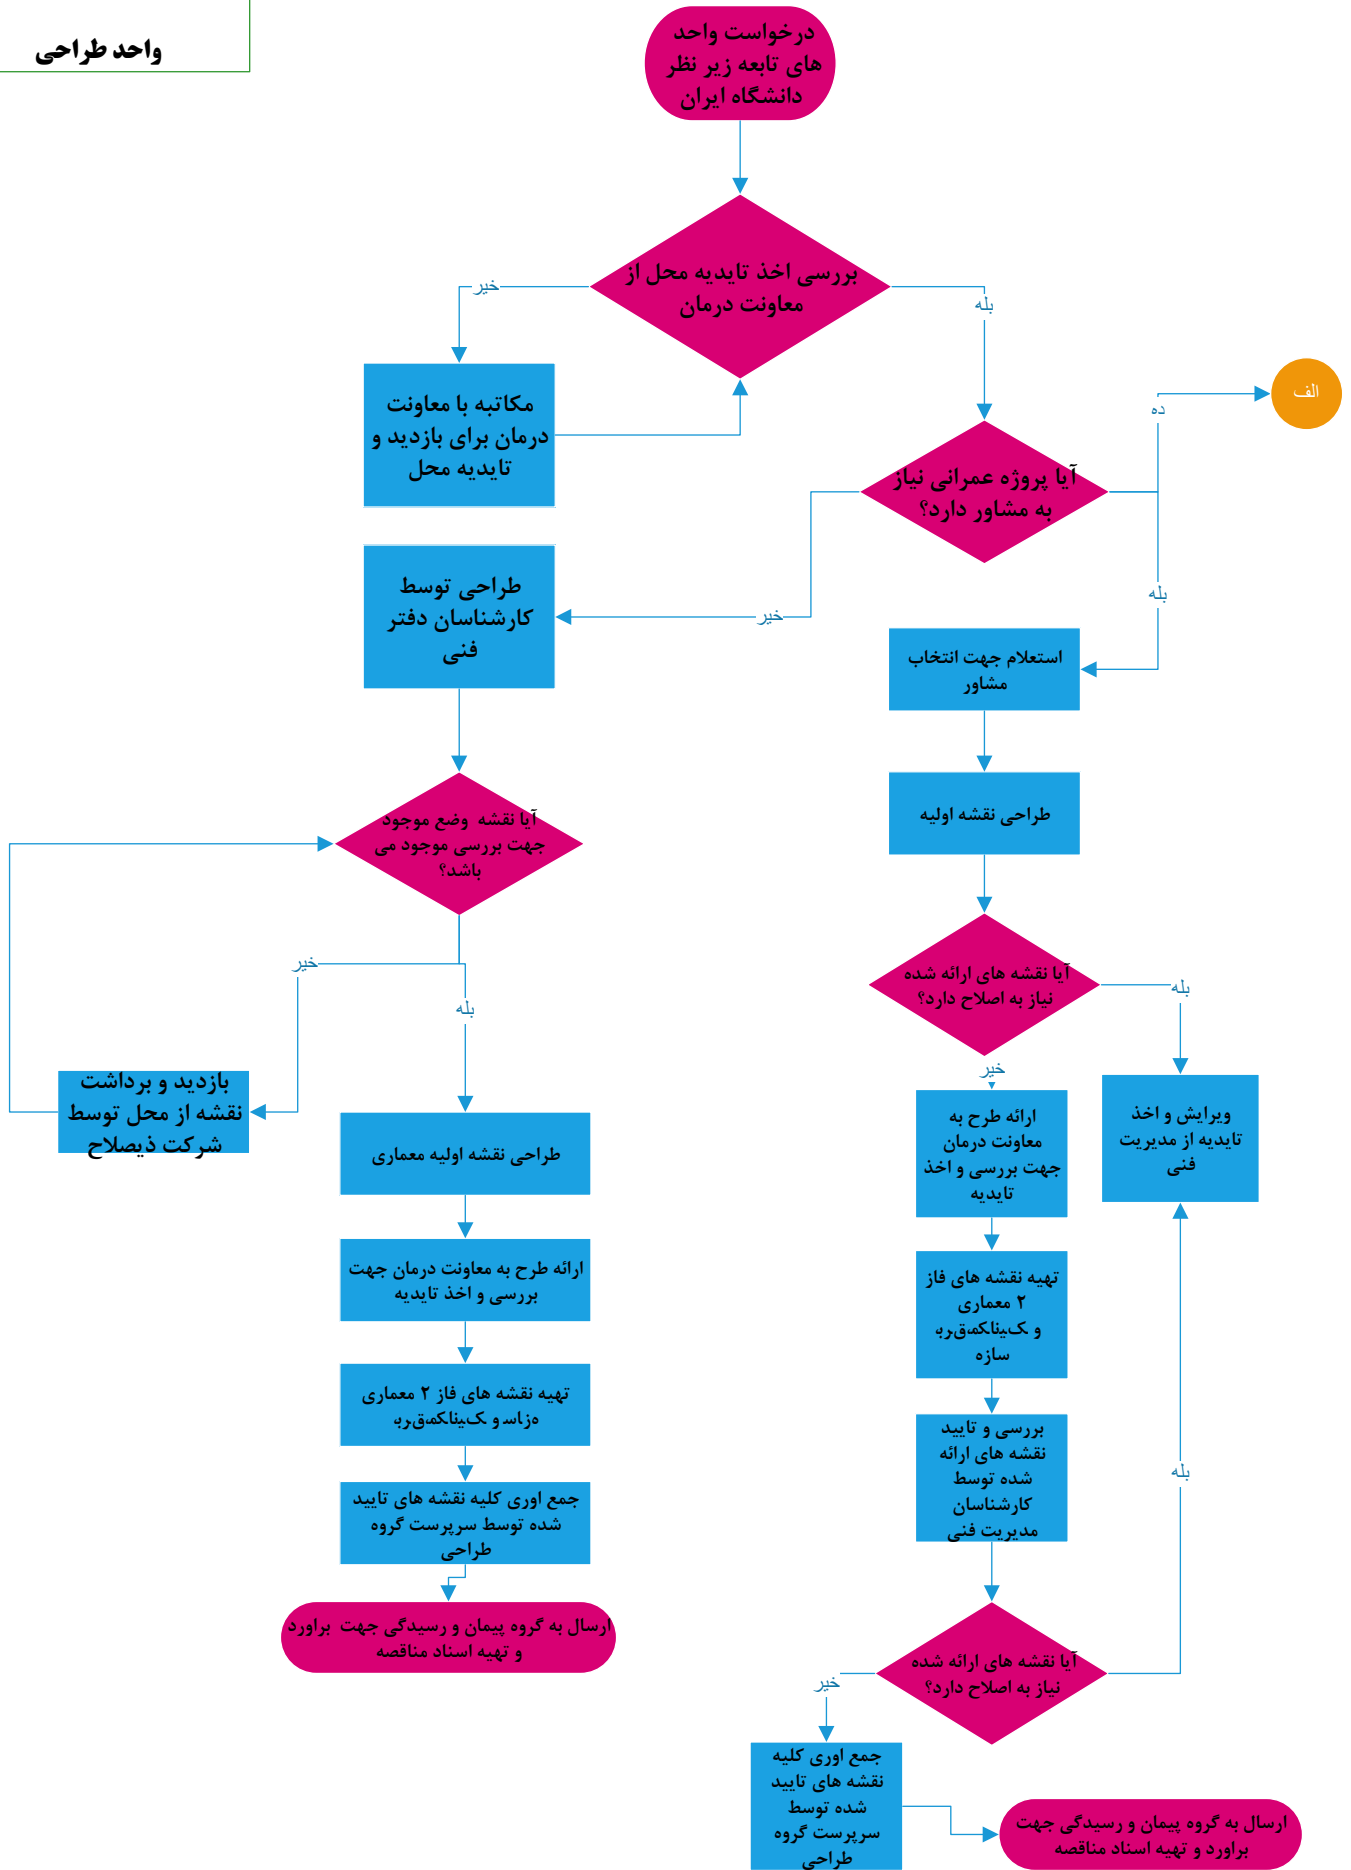 واحد طراحی
درخواست واحد
های تابعه زیر نظر
دانشگاه ایران
بررسی اخذ تایدیه محل از
معاونت درمان
خیر
بله
مکاتبه با معاونت
درمان برای بازدید و
تایدیه محل
الف
ده
آیا پروژه عمرانی نیاز
به مشاور دارد؟
خیر
بله
طراحی توسط
کارشناسان دفتر
فنی
استعلام جهت انتخاب
مشاور
طراحی نقشه اولیه
آیا نقشه وضع موجود
جهت بررسی موجود می
باشد؟
خیر
بله
بازدید و برداشت
نقشه از محل توسط
شرکت ذیصلاح
طراحی نقشه اولیه معماری
ارائه طرح به معاونت درمان جهت
بررسی و اخذ تایدیه
تهیه نقشه های فاز ۲ معماری
جمع اوری کلیه نقشه های تایید
شده توسط سرپرست گروه
طراحی
ارسال به گروه پیمان و رسیدگی جهت براورد
و تهیه اسناد مناقصه
آیا نقشه های ارائه شده
نیاز به اصلاح دارد؟
بله
خیر
ارائه طرح به
معاونت درمان
جهت بررسی و اخذ
تایدیه
ویرایش و اخذ
تایدیه از مدیریت
فنی
تهیه نقشه های فاز
۲ معماری
و
سازه
بررسی و تایید
نقشه های ارائه
شده توسط
کارشناسان
مدیریت فنی
بله
آیا نقشه های ارائه شده
نیاز به اصلاح دارد؟
خیر
جمع اوری کلیه
نقشه های تایید
شده توسط
سرپرست گروه
طراحی
ارسال به گروه پیمان و رسیدگی جهت
براورد و تهیه اسناد مناقصه